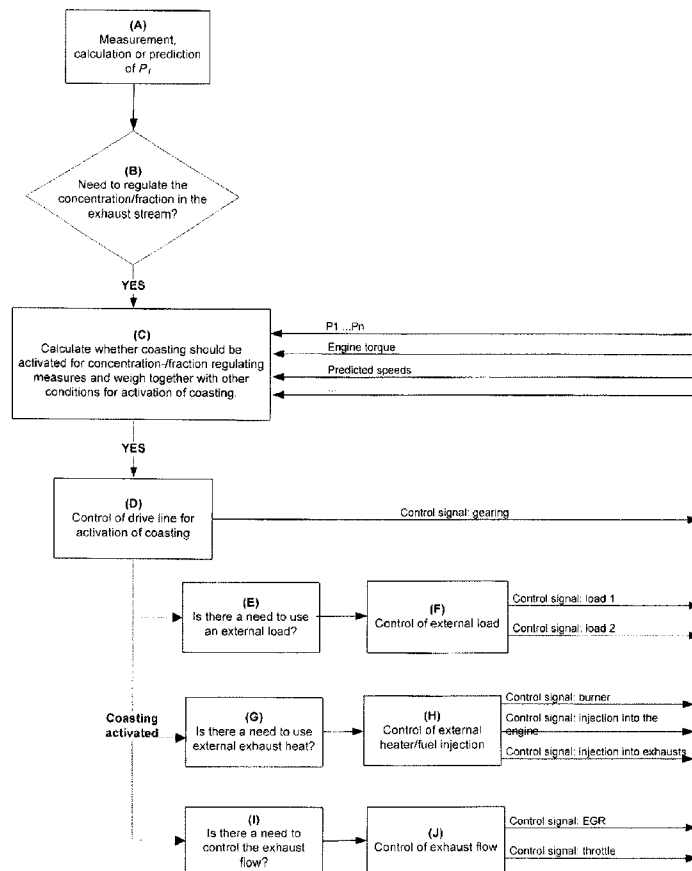 (A)
Measurement,
calculation or prediction
of P1
(B)
Need to regulate the
concentration/fraction in the
exhaust stream?
YES
(C)
Calculate whether coasting should be
activated for concentration-/fraction regulating
measures and weigh together with other
conditions for activation of coasting.
P1 ...Pn
Engine torque
Predicted speeds
...
YES
(D)
Control of drive line for
activation of coasting
Control signal: gearing
(E)
Is there a need to use
an external load?
(F)
Control of external load
Control signal: load 1
Control signal: load 2
Coasting
activated
(G)
Is there a need to use
external exhaust heat?
(H)
Control of external
heater/fuel injection
Control signal: burner
Control signal: injection into the
engine
Control signal: injection into exhausts
(I)
Is there a need to
control the exhaust
flow?
(J)
Control of exhaust flow
Control signal: EGR
Control signal: throttle